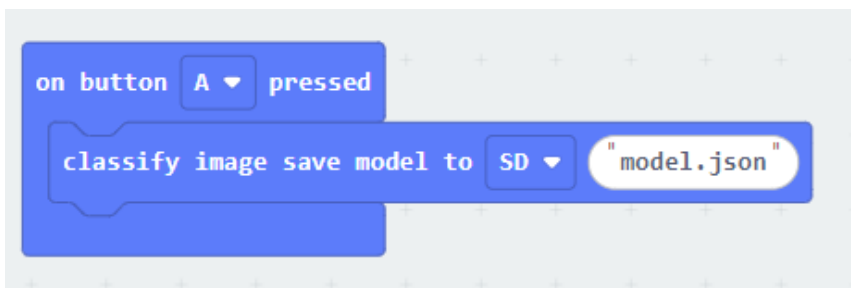 on button A pressed
classify image save model to SD "model.json"